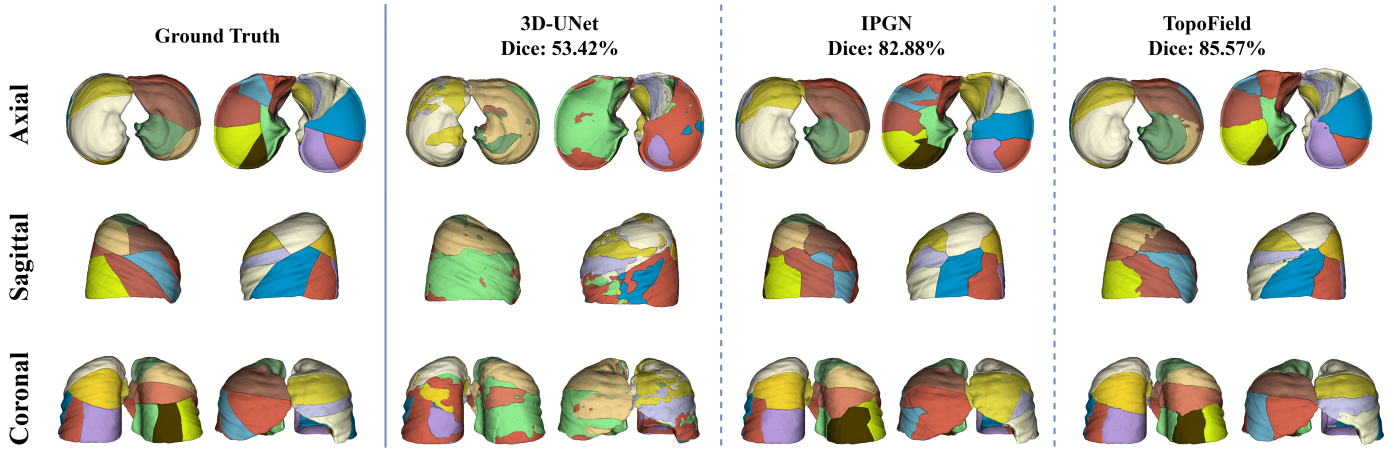 Ground Truth
3D-UNet
Dice: 53.42%
IPGN
Dice: 82.88%
TopoField
Dice: 85.57%
Axial
Sagittal
Coronal